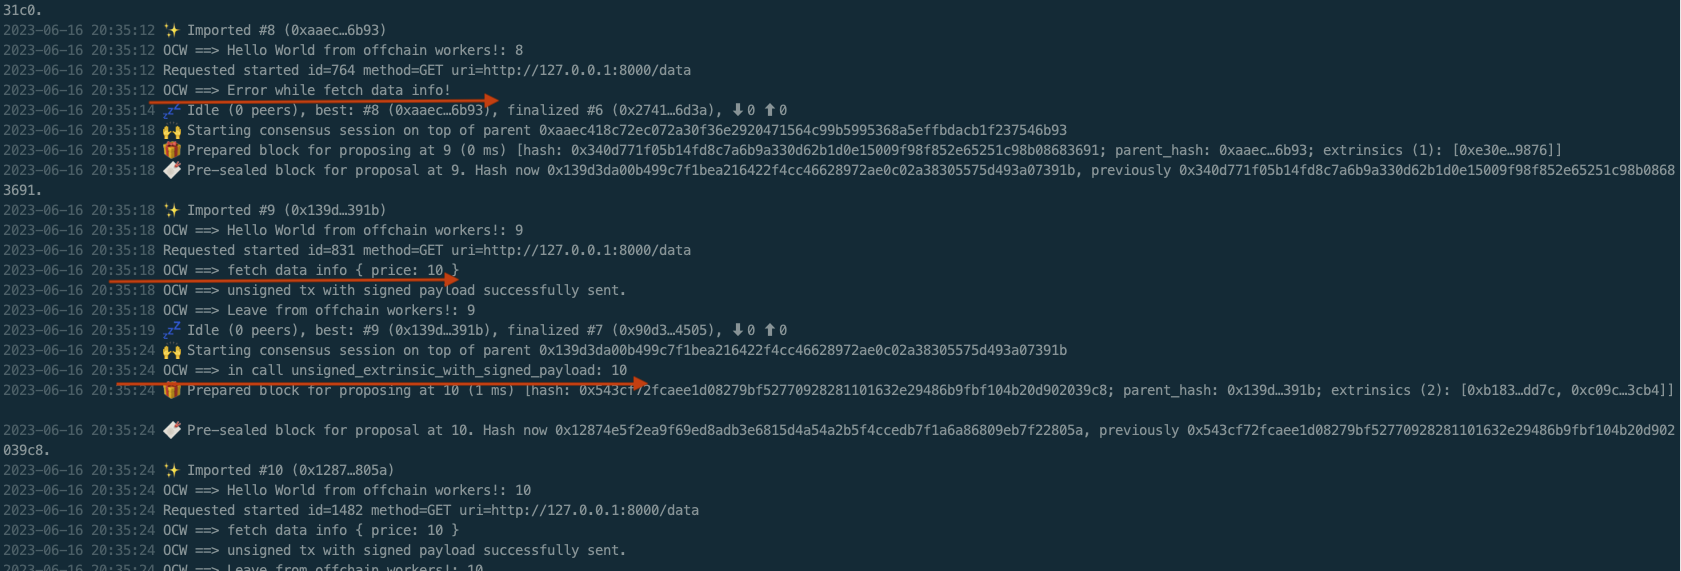 31c0.
2023-06-16 20:35:12 ✨ Imported #8 (0xaaec…6b93)
2023-06-16 20:35:12 OCW ==> Hello World from offchain workers!: 8
2023-06-16 20:35:12 Requested started id=764 method=GET uri=http://127.0.0.1:8000/data
2023-06-16 20:35:12 OCW ==> Error while fetch data info!
2023-06-16 20:35:14 💤 Idle (0 peers), best: #8 (0xaaec…6b93), finalized #6 (0x2741…6d3a), ⬇ 0 ⬆ 0
2023-06-16 20:35:18 🙌 Starting consensus session on top of parent 0xaaec418c72ec072a30f36e2920471564c99b5995368a5effbdacb1f237546b93
2023-06-16 20:35:18 🎁 Prepared block for proposing at 9 (0 ms) [hash: 0x340d771f05b14fd8c7a6b9a330d62b1d0e15009f98f852e65251c98b08683691; parent_hash: 0xaaec…6b93; extrinsics (1): [0xe30e…9876]]
2023-06-16 20:35:18 🔖 Pre-sealed block for proposal at 9. Hash now 0x139d3da00b499c7f1bea216422f4cc46628972ae0c02a38305575d493a07391b, previously 0x340d771f05b14fd8c7a6b9a330d62b1d0e15009f98f852e65251c98b0868
3691.
2023-06-16 20:35:18 ✨ Imported #9 (0x139d…391b)
2023-06-16 20:35:18 OCW ==> Hello World from offchain workers!: 9
2023-06-16 20:35:18 Requested started id=831 method=GET uri=http://127.0.0.1:8000/data
2023-06-16 20:35:18 OCW ==> fetch data info { price: 10 }
2023-06-16 20:35:18 OCW ==> unsigned tx with signed payload successfully sent.
2023-06-16 20:35:18 OCW ==> Leave from offchain workers!: 9
2023-06-16 20:35:19 💤 Idle (0 peers), best: #9 (0x139d…391b), finalized #7 (0x90d3…4505), ⬇ 0 ⬆ 0
2023-06-16 20:35:24 🙌 Starting consensus session on top of parent 0x139d3da00b499c7f1bea216422f4cc46628972ae0c02a38305575d493a07391b
2023-06-16 20:35:24 OCW ==> in call unsigned_extrinsic_with_signed_payload: 10
2023-06-16 20:35:24 🎁 Prepared block for proposing at 10 (1 ms) [hash: 0x543cf72fcaee1d08279bf52770928281101632e29486b9fbf104b20d902039c8; parent_hash: 0x139d…391b; extrinsics (2): [0xb183…dd7c, 0xc09c…3cb4]]
2023-06-16 20:35:24 🔖 Pre-sealed block for proposal at 10. Hash now 0x12874e5f2ea9f69ed8adb3e6815d4a54a2b5f4ccedb7f1a6a86809eb7f22805a, previously 0x543cf72fcaee1d08279bf52770928281101632e29486b9fbf104b20d902
039c8.
2023-06-16 20:35:24 ✨ Imported #10 (0x1287…805a)
2023-06-16 20:35:24 OCW ==> Hello World from offchain workers!: 10
2023-06-16 20:35:24 Requested started id=1482 method=GET uri=http://127.0.0.1:8000/data
2023-06-16 20:35:24 OCW ==> fetch data info { price: 10 }
2023-06-16 20:35:24 OCW ==> unsigned tx with signed payload successfully sent.
2023-06-16 20:35:24 OCW ==> Leave from offchain workers!: 10